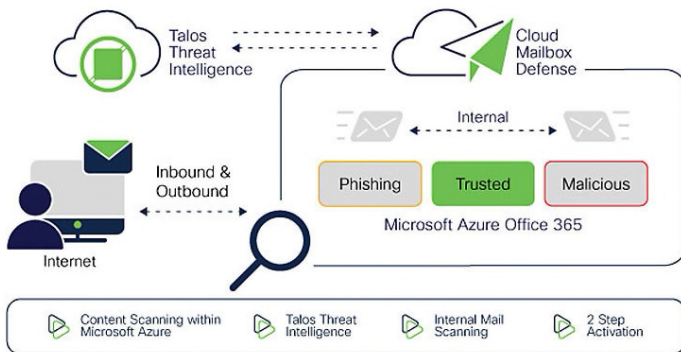 Talos
Threat
Intelligence
Cloud
Mailbox
Defense
Internal
Inbound &
Outbound
Phishing
Trusted
Malicious
Microsoft Azure Office 365
Internet
Content Scanning within
Microsoft Azure
Talos Threat
Intelligence
Internal Mail
Scanning
2 Step
Activation